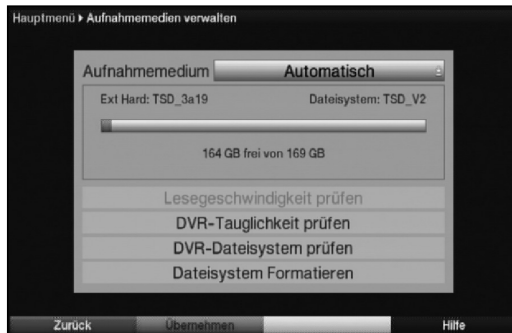 Hauptmenü ▸ Aufnahmemedien verwalten
Aufnahmemedium Automatisch
Ext Hard: TSD_3a19 Dateisystem: TSD_V2
164 GB frei von 169 GB
Lesegeschwindigkeit prüfen
DVR-Tauglichkeit prüfen
DVR-Dateisystem prüfen
Dateisystem Formatieren
Zurück Übernehmen Hilfe